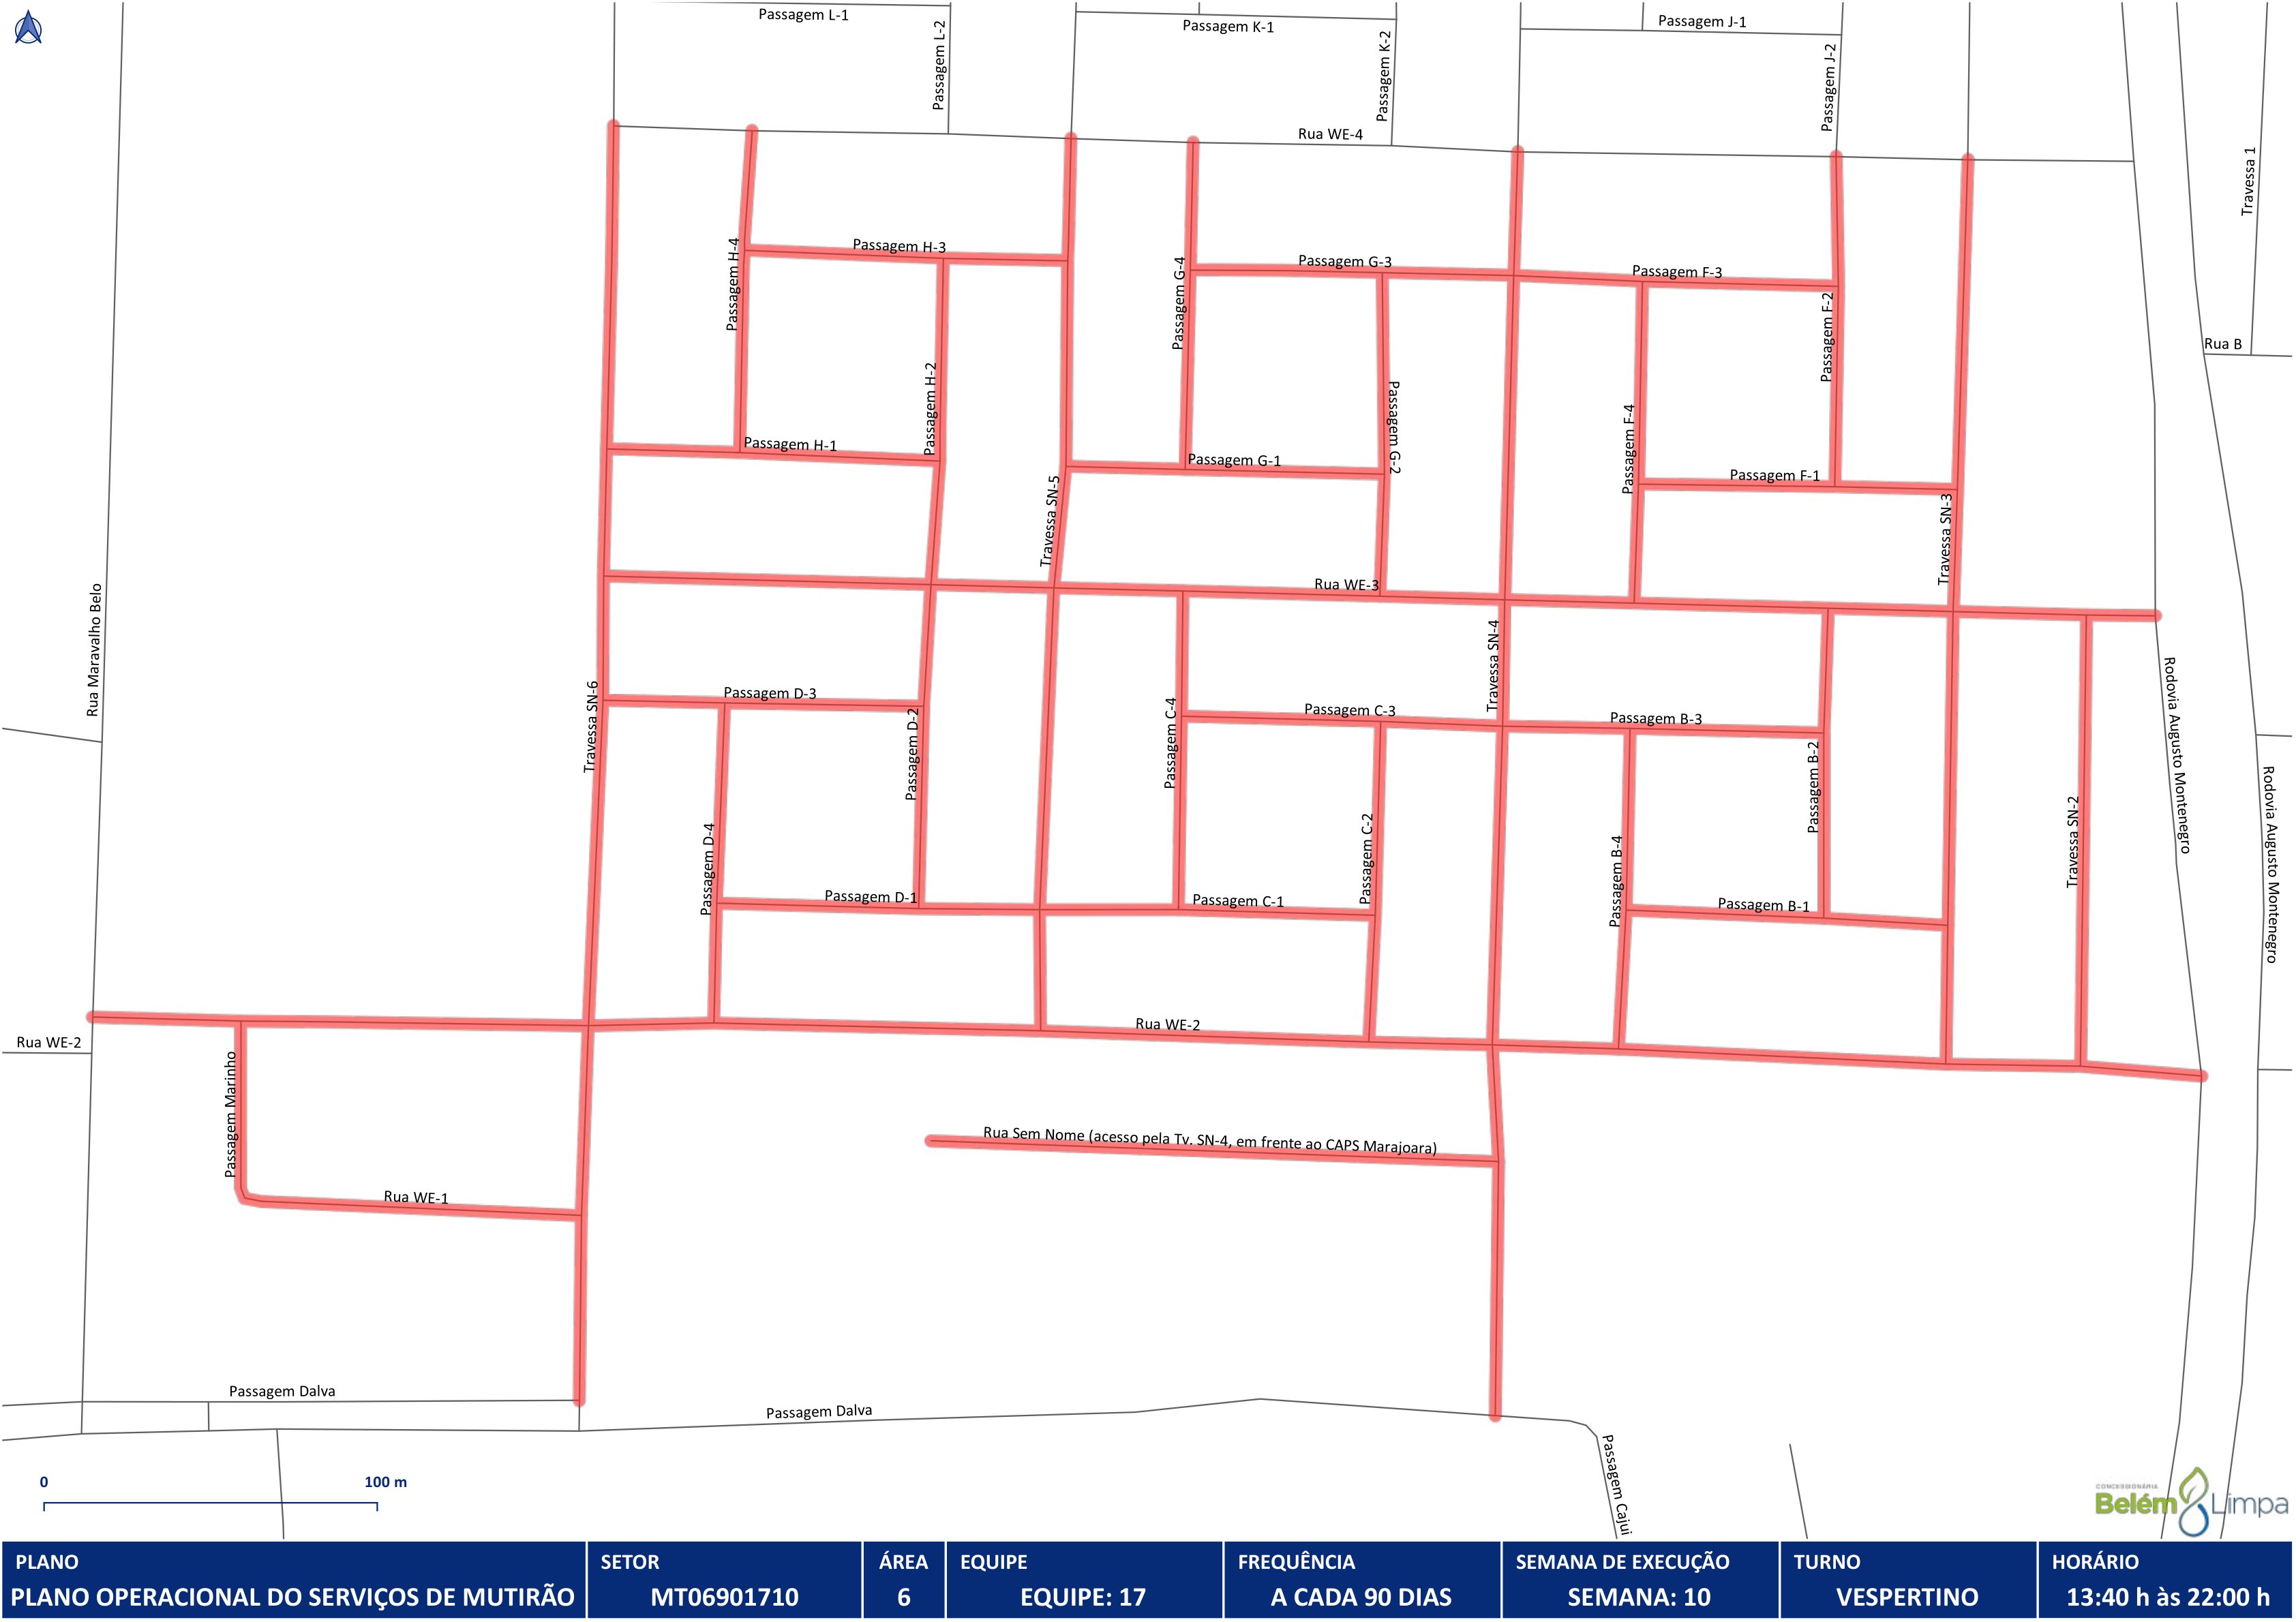 Passagem L-1
Passagem L-2
Passagem K-1
Passagem K-2
Passagem J-1
Passagem J-2
Rua WE-4
Travessa 1
Rua B
Passagem H-4
Passagem H-3
Passagem H-2
Passagem H-1
Passagem G-4
Passagem G-3
Passagem G-2
Passagem G-1
Passagem F-3
Passagem F-2
Passagem F-4
Passagem F-1
Travessa SN-5
Travessa SN-3
Rua WE-3
Rua Maravalho Belo
Travessa SN-6
Travessa SN-4
Passagem D-3
Passagem D-2
Passagem D-4
Passagem D-1
Passagem C-4
Passagem C-3
Passagem C-2
Passagem C-1
Passagem B-3
Passagem B-2
Passagem B-4
Passagem B-1
Travessa SN-2
Rodovia Augusto Montenegro
Rodovia Augusto Montenegro
Rua WE-2
Rua WE-2
Passagem Marinho
Rua WE-1
Rua Sem Nome (acesso pela Tv. SN-4, em frente ao CAPS Marajoara)
Passagem Dalva
Passagem Dalva
Passagem Cajui
0 100 m
CONCESSIONÁRIA
Belém Limpa
PLANO
PLANO OPERACIONAL DO SERVIÇOS DE MUTIRÃO
SETOR
MT06901710
ÁREA
6
EQUIPE
EQUIPE: 17
FREQUÊNCIA
A CADA 90 DIAS
SEMANA DE EXECUÇÃO
SEMANA: 10
TURNO
VESPERTINO
HORÁRIO
13:40 h às 22:00 h